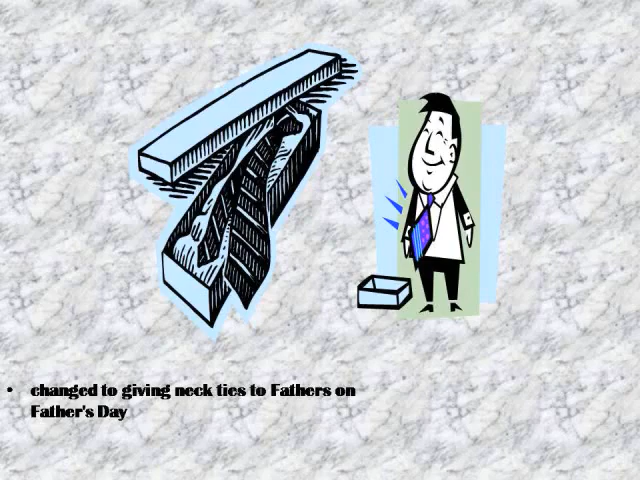 • changed to giving neck ties to Fathers on
Father's Day